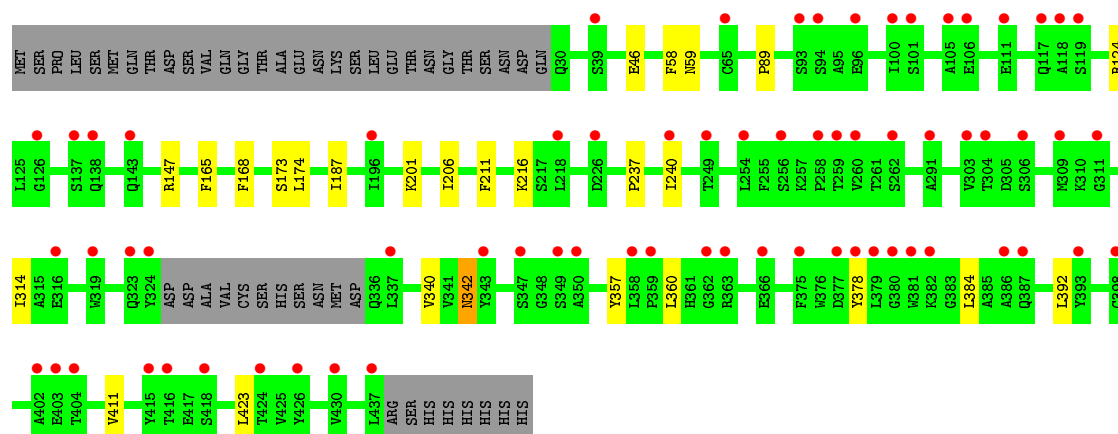 MET SER PRO LEU SER MET GLN THR ASP SER VAL GLN GLY THR ALA GLU ASN LYS SER LEU GLU THR ASN GLY THR SER ASN ASP GLN Q30 S39 E46 F58 N59 C65 P89 S93 S94 A95 E96 I100 S101 A105 E106 E111 Q117 A118 S119 R124
L125 G126 S137 Q138 Q143 R147 F165 F168 S173 L174 I187 I196 K201 I206 F211 K216 S217 L218 D226 P237 I240 T249 L254 F255 S256 K257 P258 T259 V260 T261 S262 A291 V303 T304 D305 S306 M309 K310 G311
I314 A315 E316 W319 Q323 Y324 ASP ASP ALA VAL CYS SER HIS SER ASN MET ASP Q336 L337 V340 V341 N342 Y343 S347 G348 S349 A350 Y357 L358 P359 L360 H361 G362 R363 E366 F375 W376 D377 Y378 L379 G380 W381 K382 G383 L384 A385 A386 Q387 L392 Y393
A402 E403 T404 V411 Y415 T416 E417 S418 L423 T424 V425 Y426 V430 L437 ARG SER HIS HIS HIS HIS HIS HIS